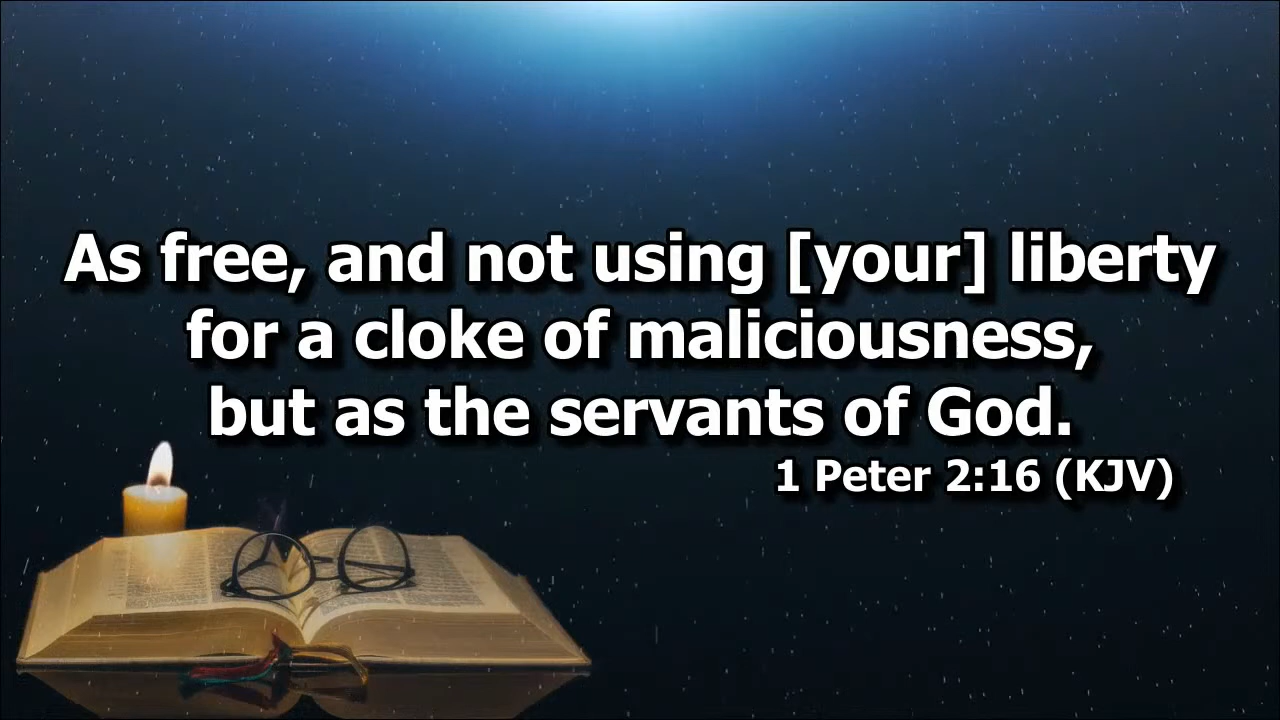 As free, and not using [your] liberty
for a cloke of maliciousness,
but as the servants of God.
1 Peter 2:16 (KJV)